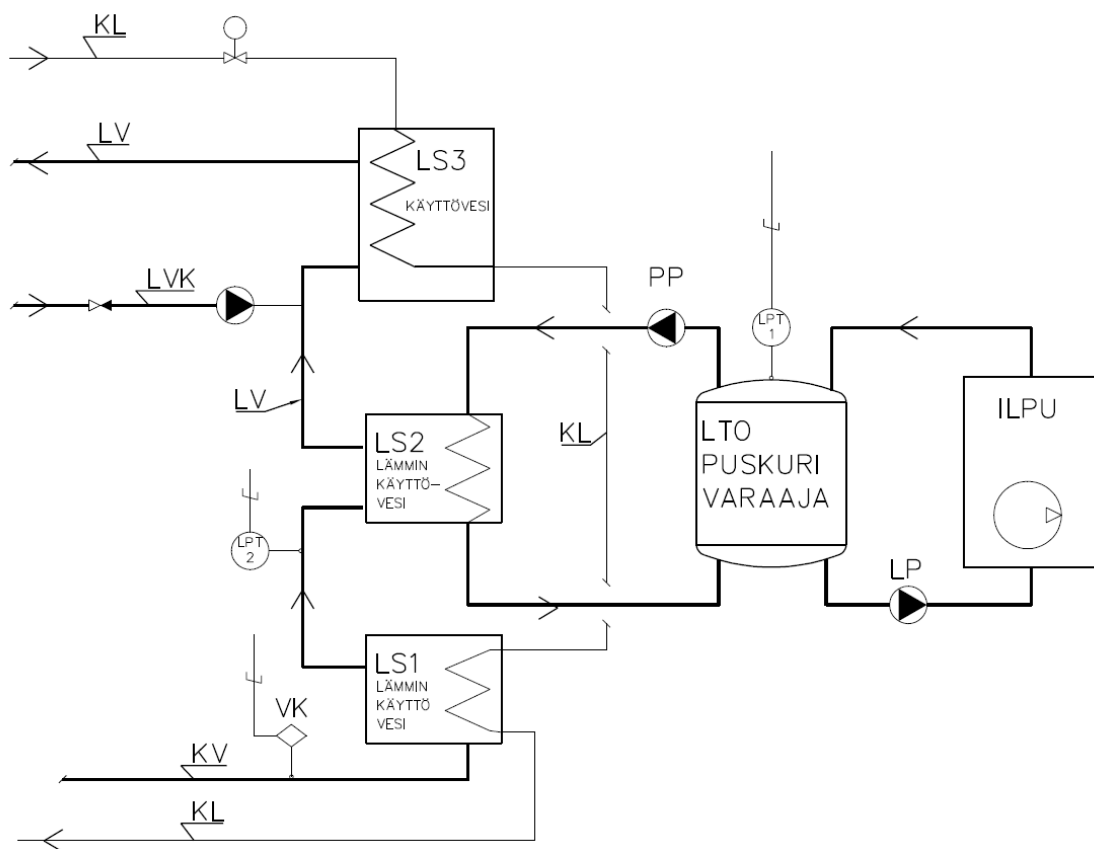 KL
LV
LS3
KÄYTTÖVESI
LVK
PP
LPT
1
LV
LS2
LÄMMIN
KÄYTTÖ–
VESI
KL
LTO
PUSKURI
VARAAJA
ILPU
LPT
2
LP
LS1
LÄMMIN
KÄYTTÖ
VESI
VK
KV
KL